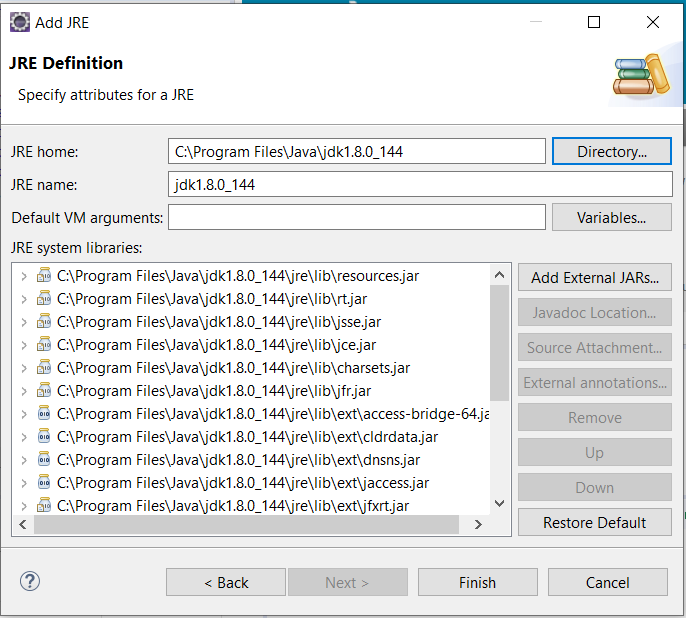 Add JRE
JRE Definition
Specify attributes for a JRE
JRE home: C:\Program Files\Java\jdk1.8.0_144 Directory...
JRE name: jdk1.8.0_144
Default VM arguments: Variables...
JRE system libraries:
C:\Program Files\Java\jdk1.8.0_144\jre\lib\resources.jar
C:\Program Files\Java\jdk1.8.0_144\jre\lib\rt.jar
C:\Program Files\Java\jdk1.8.0_144\jre\lib\jsse.jar
C:\Program Files\Java\jdk1.8.0_144\jre\lib\jce.jar
C:\Program Files\Java\jdk1.8.0_144\jre\lib\charsets.jar
C:\Program Files\Java\jdk1.8.0_144\jre\lib\jfr.jar
C:\Program Files\Java\jdk1.8.0_144\jre\lib\ext\access-bridge-64.ja
C:\Program Files\Java\jdk1.8.0_144\jre\lib\ext\cldrdata.jar
C:\Program Files\Java\jdk1.8.0_144\jre\lib\ext\dnsns.jar
C:\Program Files\Java\jdk1.8.0_144\jre\lib\ext\jaccess.jar
C:\Program Files\Java\jdk1.8.0_144\jre\lib\ext\jfxrt.jar
Add External JARs...
Javadoc Location...
Source Attachment...
External annotations...
Remove
Up
Down
Restore Default
? < Back Next > Finish Cancel